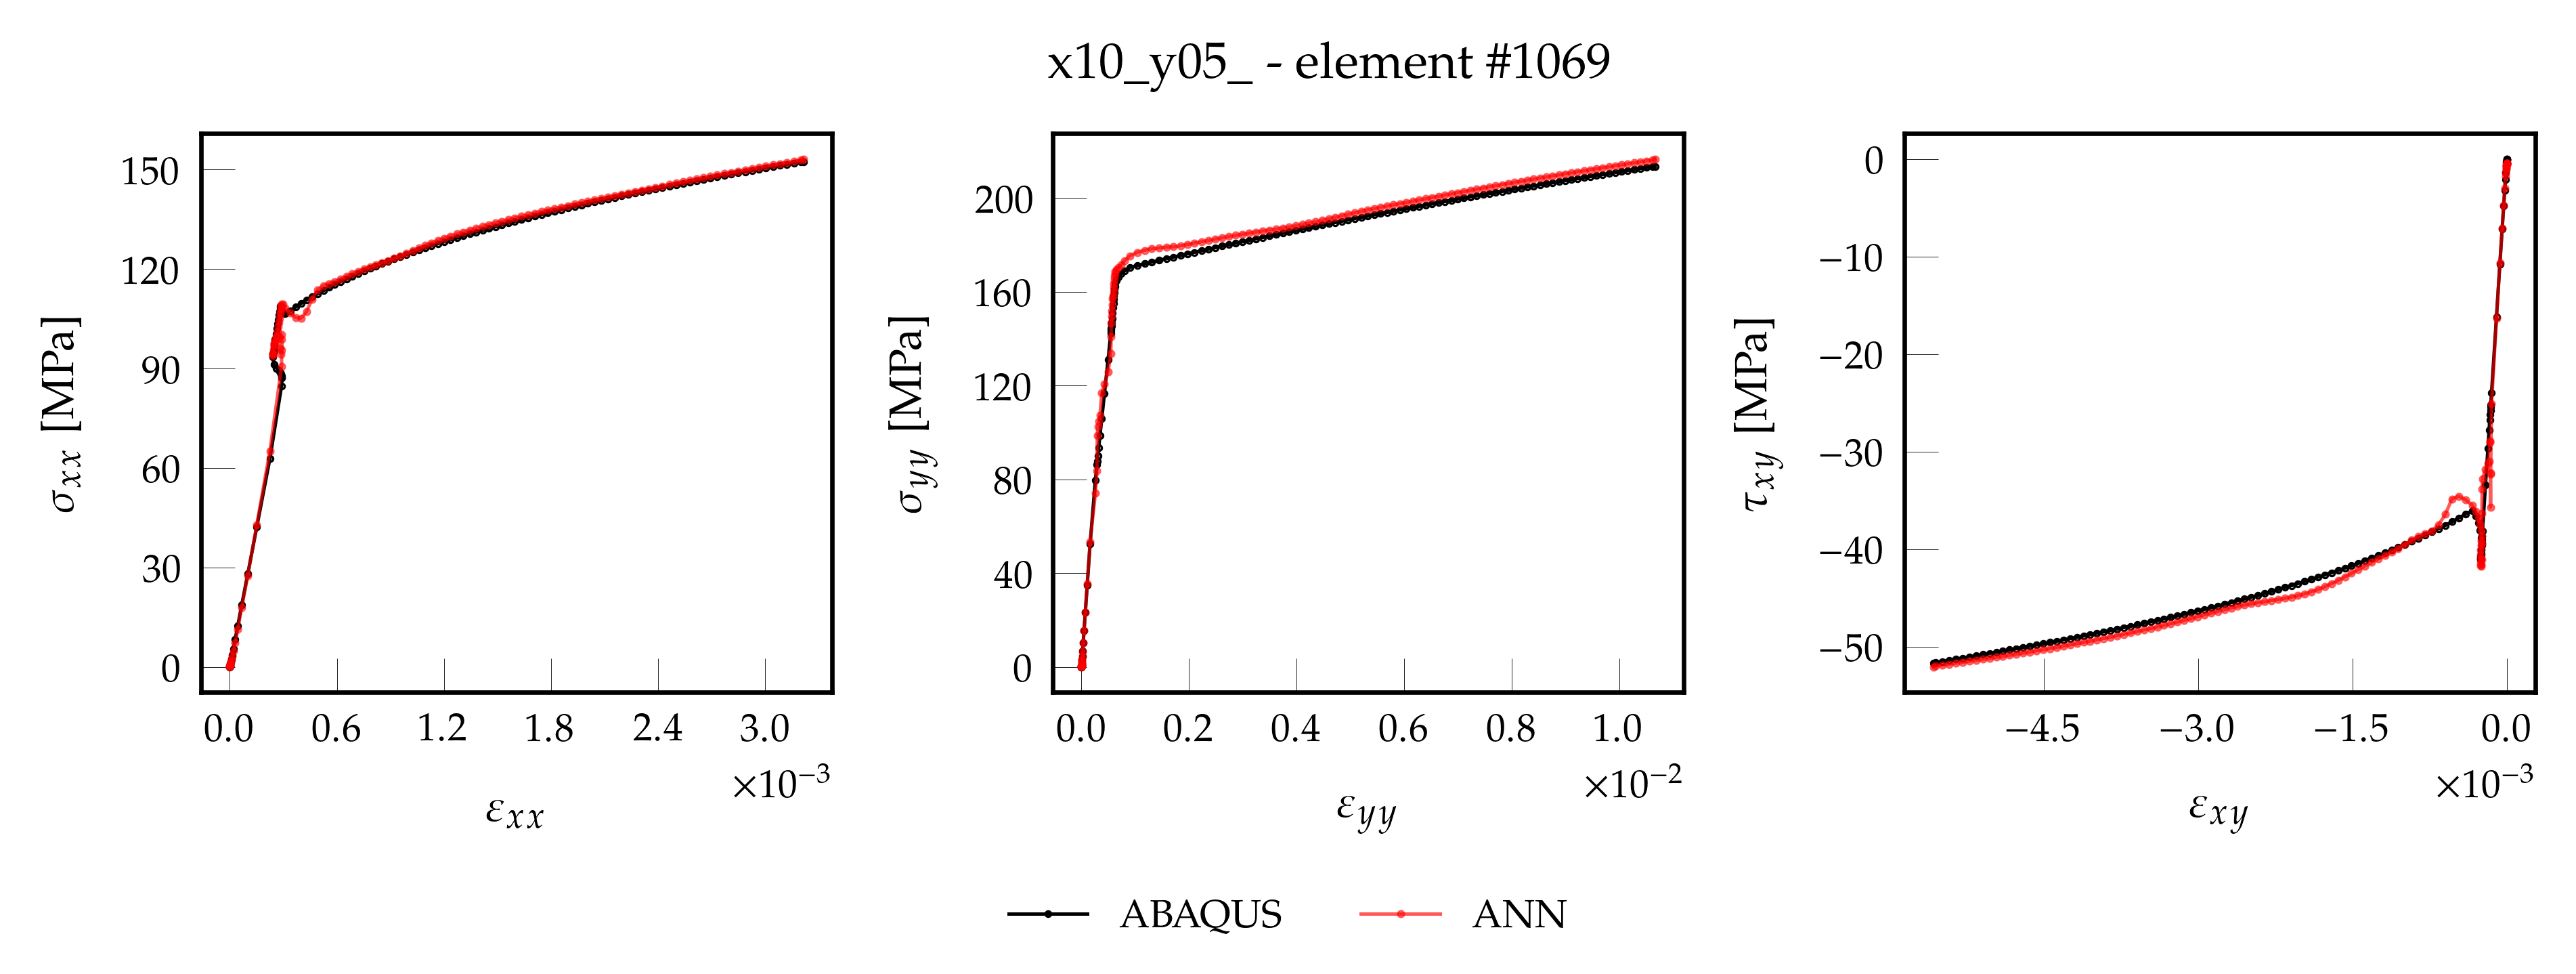 x10_y05_ - element #1069
σxx [MPa]
150
120
90
60
30
0
0.0 0.6 1.2 1.8 2.4 3.0
×10⁻³
εxx
σyy [MPa]
200
160
120
80
40
0
0.0 0.2 0.4 0.6 0.8 1.0
×10⁻²
εyy
τxy [MPa]
0
−10
−20
−30
−40
−50
−4.5 −3.0 −1.5 0.0
×10⁻³
εxy
ABAQUS ANN